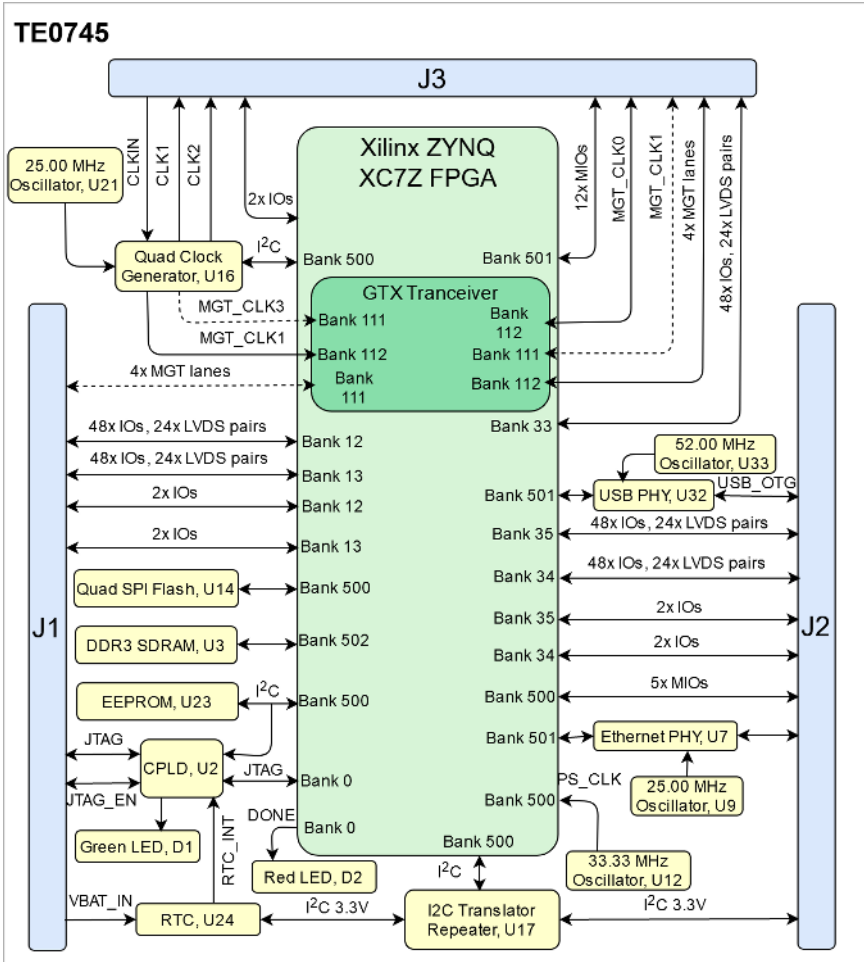 TE0745
J3
CLKIN
CLK1
CLK2
2x IOs
12x MIOs
MGT_CLK0
MGT_CLK1
4x MGT lanes
48x IOs, 24x LVDS pairs
Xilinx ZYNQ
XC7Z FPGA
25.00 MHz
Oscillator, U21
Quad Clock
Generator, U16
I²C
Bank 500
Bank 501
GTX Tranceiver
MGT_CLK3
Bank 111
Bank
112
MGT_CLK1
Bank 112
Bank 111
4x MGT lanes
Bank
111
Bank 112
Bank 33
48x IOs, 24x LVDS pairs
Bank 12
48x IOs, 24x LVDS pairs
Bank 13
2x IOs
Bank 12
2x IOs
Bank 13
52.00 MHz
Oscillator, U33
USB_OTG
Bank 501
USB PHY, U32
48x IOs, 24x LVDS pairs
Bank 35
48x IOs, 24x LVDS pairs
Bank 34
Quad SPI Flash, U14
Bank 500
2x IOs
Bank 35
J1
J2
DDR3 SDRAM, U3
Bank 502
2x IOs
Bank 34
EEPROM, U23
I²C
Bank 500
5x MIOs
Bank 500
JTAG
CPLD, U2
JTAG
Bank 0
JTAG_EN
Bank 501
Ethernet PHY, U7
25.00 MHz
Oscillator, U9
PS_CLK
Bank 500
Green LED, D1
RTC_INT
DONE
Bank 0
Red LED, D2
Bank 500
I²C
33.33 MHz
Oscillator, U12
VBAT_IN
RTC, U24
I²C 3.3V
I2C Translator
Repeater, U17
I²C 3.3V